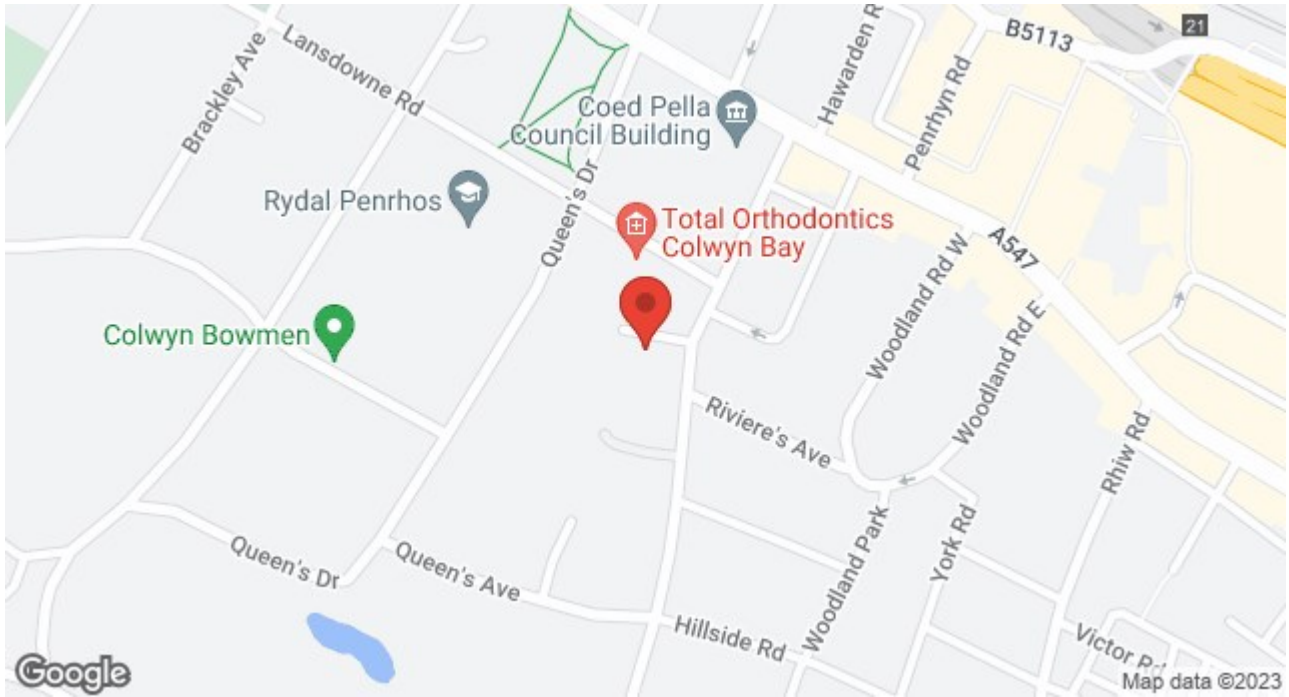 B5113
21
Lansdowne Rd
Brackley Ave
Hawarden R
Penrhyn Rd
Coed Pella
Council Building
Rydal Penrhos
Queen's Dr
Total Orthodontics
Colwyn Bay
A547
Woodland Rd W
Woodland Rd E
Colwyn Bowmen
Riviere's Ave
Rhiw Rd
Queen's Dr
Queen's Ave
Woodland Park
York Rd
Hillside Rd
Victor Rd
Google
Map data ©2023